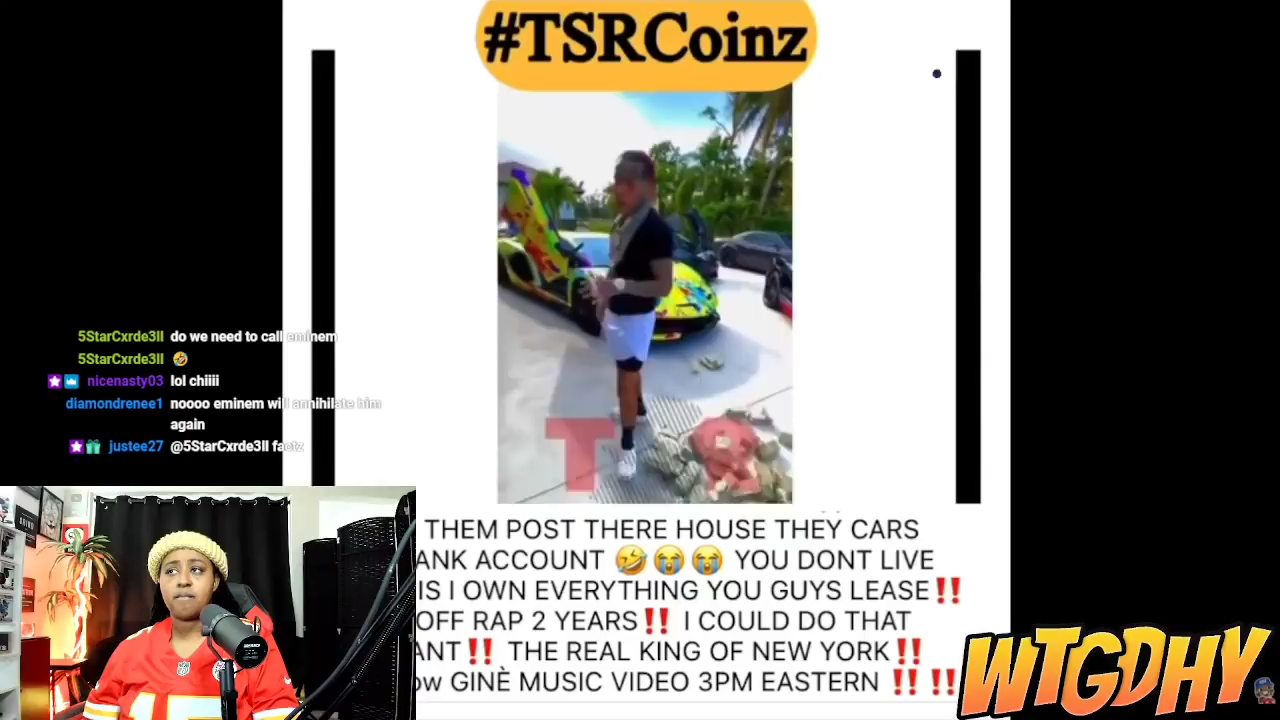 #TSRCoinz
5StarCxrde3ll do we need to call eminem
5StarCxrde3ll 🤣
nicenasty03 lol chiiii
diamondrenee1 noooo eminem will annihilate him
again
justee27 @5StarCxrde3ll factz
T
THEM POST THERE HOUSE THEY CARS
ANK ACCOUNT 🤣😭😭 YOU DONT LIVE
IS I OWN EVERYTHING YOU GUYS LEASE‼️
OFF RAP 2 YEARS‼️ I COULD DO THAT
ANT‼️ THE REAL KING OF NEW YORK‼️
ow GINÈ MUSIC VIDEO 3PM EASTERN ‼️‼️
WTGDHY